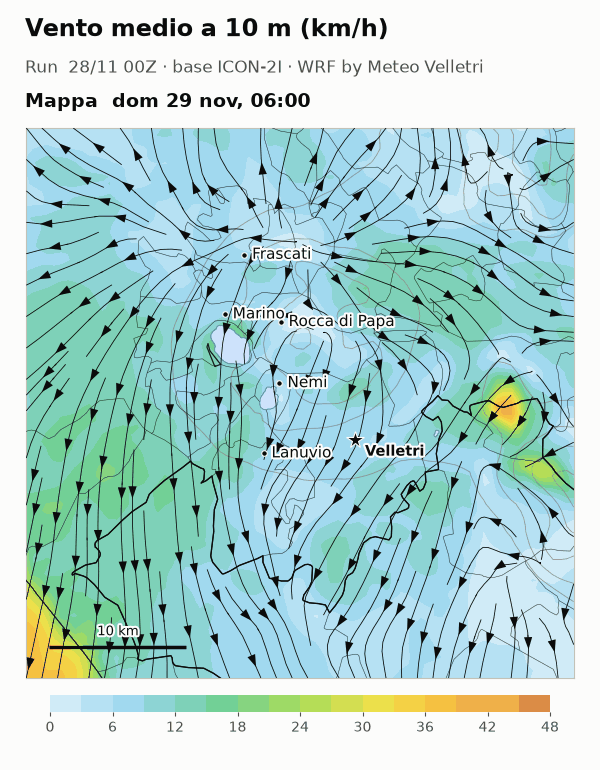 Vento medio a 10 m (km/h)
Run  28/11 00Z · base ICON-2I · WRF by Meteo Velletri
Mappa  dom 29 nov, 06:00
Frascati
Marino
Rocca di Papa
Nemi
Velletri
Lanuvio
10 km
0 6 12 18 24 30 36 42 48